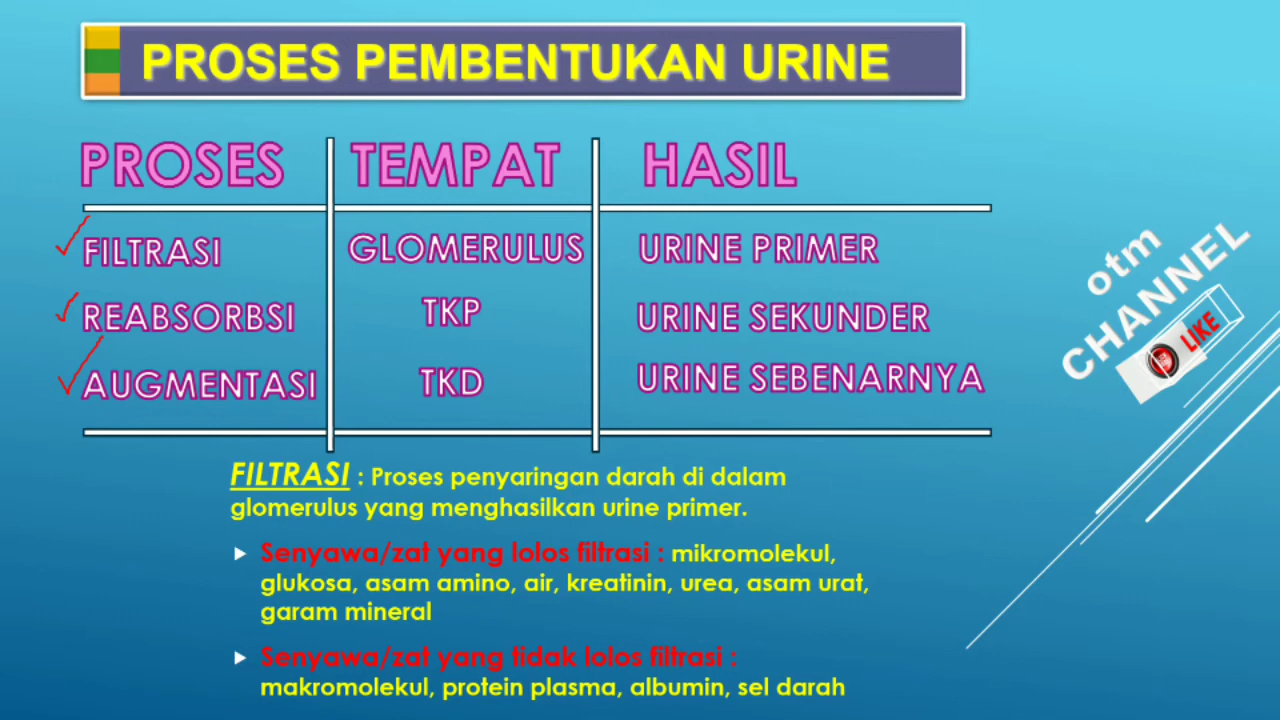 PROSES PEMBENTUKAN URINE
PROSES TEMPAT HASIL
FILTRASI GLOMERULUS URINE PRIMER
REABSORBSI TKP URINE SEKUNDER
AUGMENTASI TKD URINE SEBENARNYA
otm
CHANNEL
LIKE
FILTRASI : Proses penyaringan darah di dalam
glomerulus yang menghasilkan urine primer.
Senyawa/zat yang lolos filtrasi : mikromolekul,
glukosa, asam amino, air, kreatinin, urea, asam urat,
garam mineral
Senyawa/zat yang tidak lolos filtrasi :
makromolekul, protein plasma, albumin, sel darah